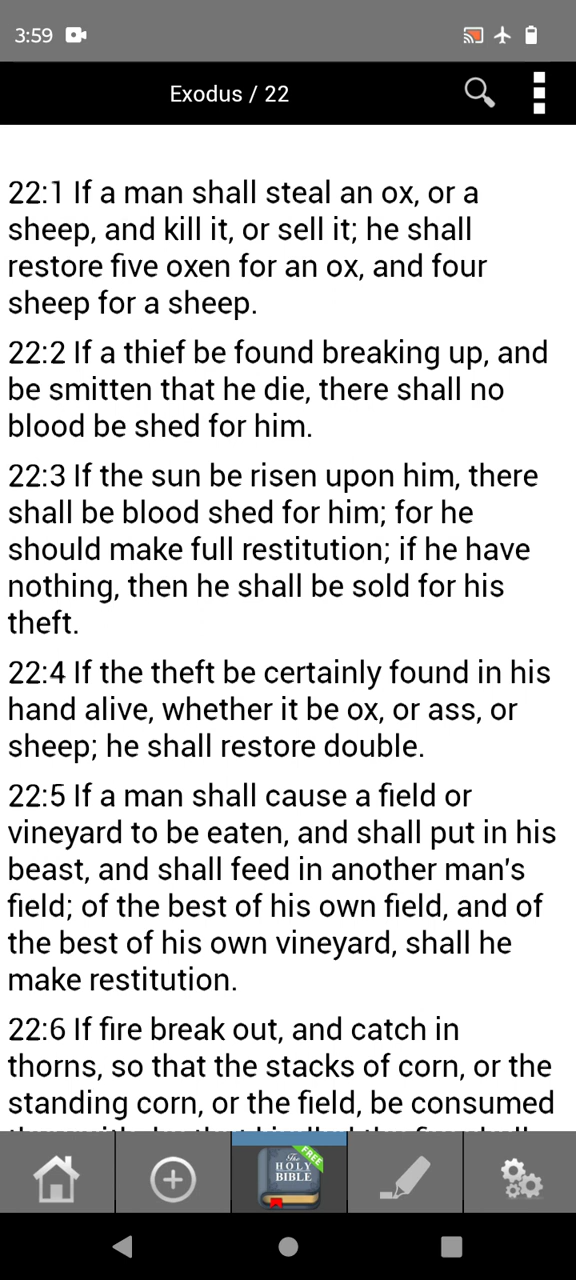 3:59
Exodus / 22
22:1 If a man shall steal an ox, or a
sheep, and kill it, or sell it; he shall
restore five oxen for an ox, and four
sheep for a sheep.
22:2 If a thief be found breaking up, and
be smitten that he die, there shall no
blood be shed for him.
22:3 If the sun be risen upon him, there
shall be blood shed for him; for he
should make full restitution; if he have
nothing, then he shall be sold for his
theft.
22:4 If the theft be certainly found in his
hand alive, whether it be ox, or ass, or
sheep; he shall restore double.
22:5 If a man shall cause a field or
vineyard to be eaten, and shall put in his
beast, and shall feed in another man's
field; of the best of his own field, and of
the best of his own vineyard, shall he
make restitution.
22:6 If fire break out, and catch in
thorns, so that the stacks of corn, or the
standing corn, or the field, be consumed
FREE
The
HOLY
BIBLE